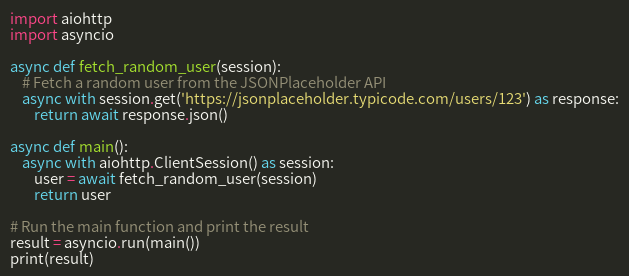 import aiohttp
import asyncio

async def fetch_random_user(session):
    # Fetch a random user from the JSONPlaceholder API
    async with session.get('https://jsonplaceholder.typicode.com/users/123') as response:
        return await response.json()

async def main():
    async with aiohttp.ClientSession() as session:
        user = await fetch_random_user(session)
        return user

# Run the main function and print the result
result = asyncio.run(main())
print(result)